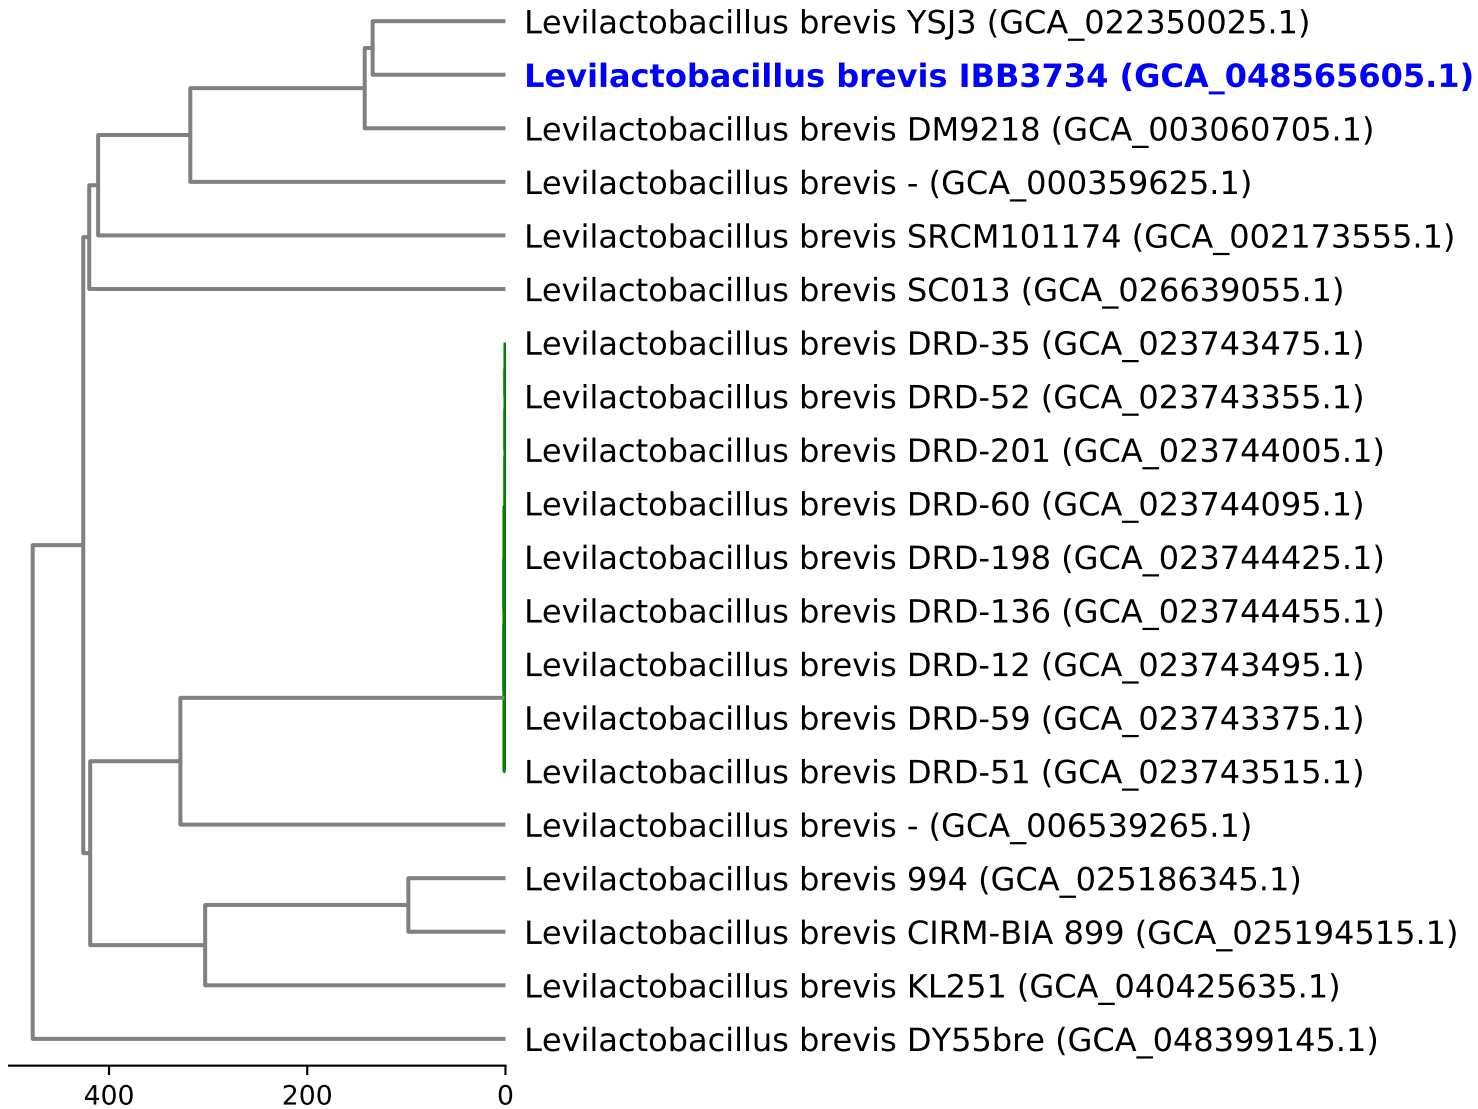 Levilactobacillus brevis YSJ3 (GCA_022350025.1)
Levilactobacillus brevis IBB3734 (GCA_048565605.1)
Levilactobacillus brevis DM9218 (GCA_003060705.1)
Levilactobacillus brevis - (GCA_000359625.1)
Levilactobacillus brevis SRCM101174 (GCA_002173555.1)
Levilactobacillus brevis SC013 (GCA_026639055.1)
Levilactobacillus brevis DRD-35 (GCA_023743475.1)
Levilactobacillus brevis DRD-52 (GCA_023743355.1)
Levilactobacillus brevis DRD-201 (GCA_023744005.1)
Levilactobacillus brevis DRD-60 (GCA_023744095.1)
Levilactobacillus brevis DRD-198 (GCA_023744425.1)
Levilactobacillus brevis DRD-136 (GCA_023744455.1)
Levilactobacillus brevis DRD-12 (GCA_023743495.1)
Levilactobacillus brevis DRD-59 (GCA_023743375.1)
Levilactobacillus brevis DRD-51 (GCA_023743515.1)
Levilactobacillus brevis - (GCA_006539265.1)
Levilactobacillus brevis 994 (GCA_025186345.1)
Levilactobacillus brevis CIRM-BIA 899 (GCA_025194515.1)
Levilactobacillus brevis KL251 (GCA_040425635.1)
Levilactobacillus brevis DY55bre (GCA_048399145.1)
400 200 0